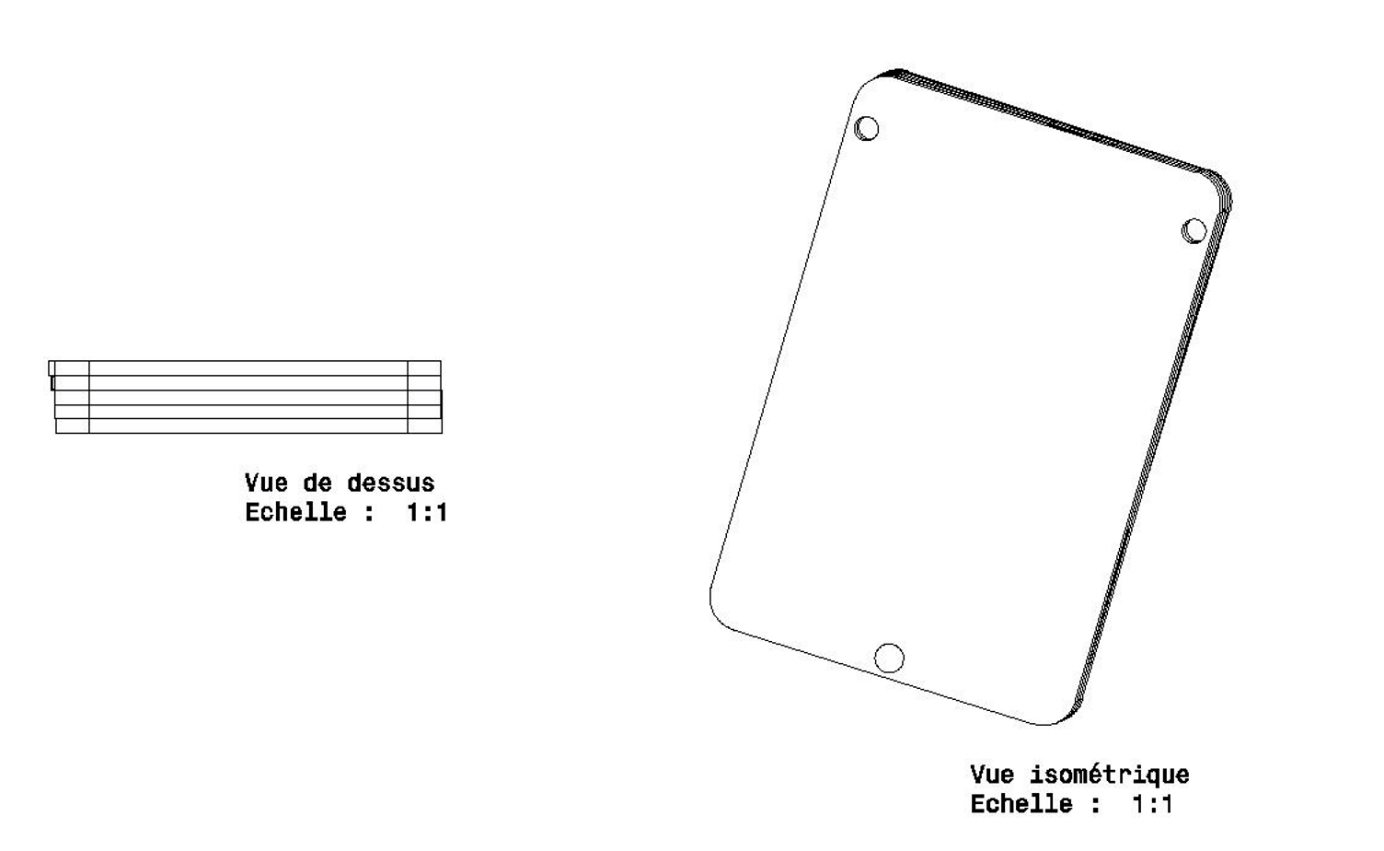 Vue de dessus
Echelle : 1:1
Vue isométrique
Echelle : 1:1